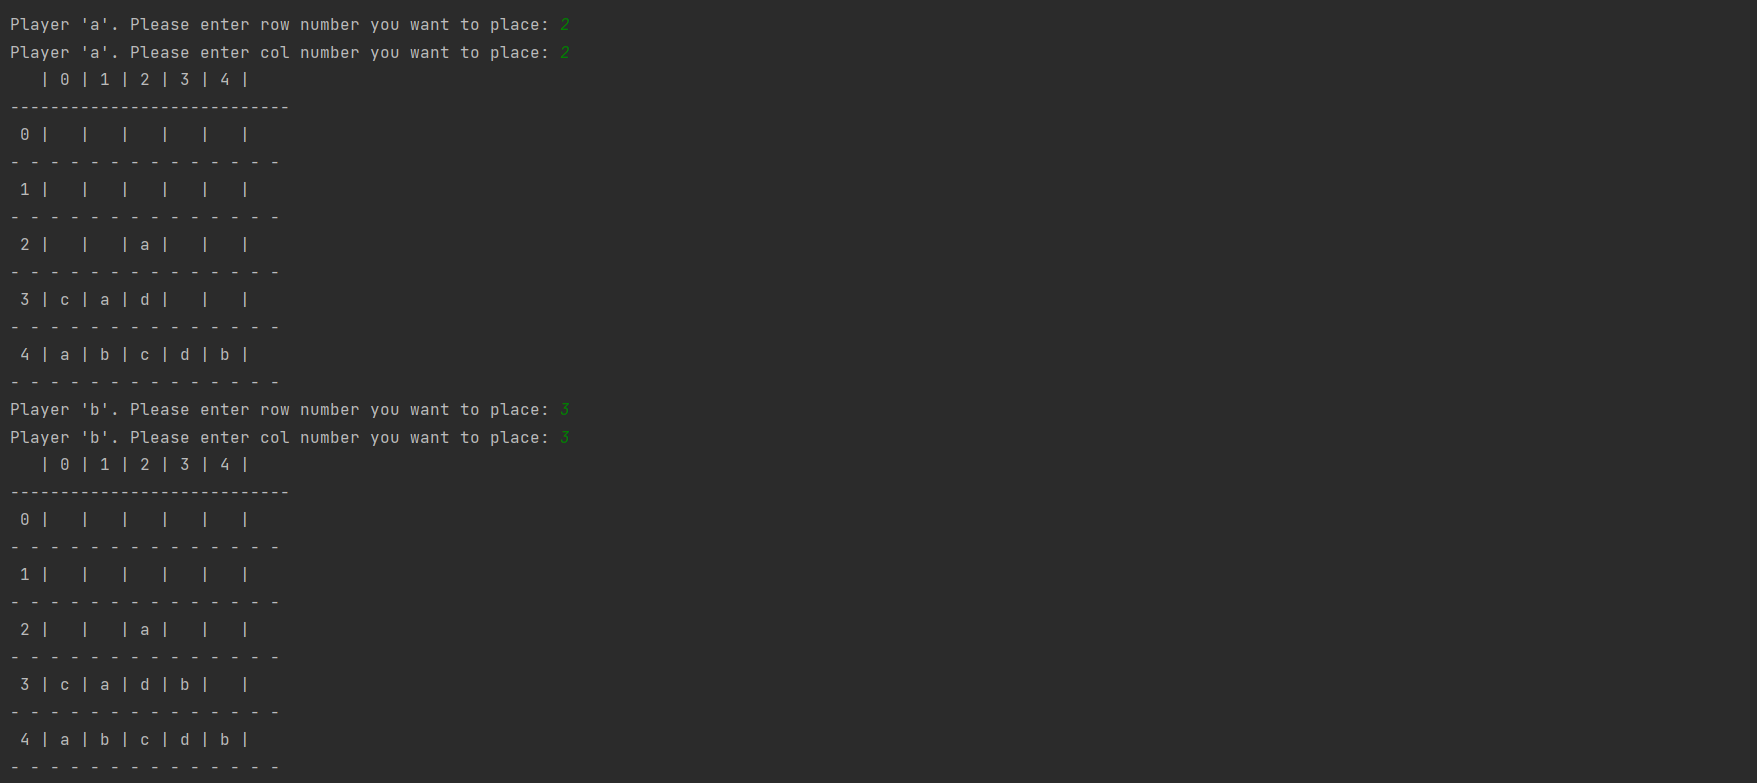 Player 'a'. Please enter row number you want to place: 2
Player 'a'. Please enter col number you want to place: 2
   | 0 | 1 | 2 | 3 | 4 |
----------------------------
 0 |   |   |   |   |   |
- - - - - - - - - - - - - -
 1 |   |   |   |   |   |
- - - - - - - - - - - - - -
 2 |   |   | a |   |   |
- - - - - - - - - - - - - -
 3 | c | a | d |   |   |
- - - - - - - - - - - - - -
 4 | a | b | c | d | b |
- - - - - - - - - - - - - -
Player 'b'. Please enter row number you want to place: 3
Player 'b'. Please enter col number you want to place: 3
   | 0 | 1 | 2 | 3 | 4 |
----------------------------
 0 |   |   |   |   |   |
- - - - - - - - - - - - - -
 1 |   |   |   |   |   |
- - - - - - - - - - - - - -
 2 |   |   | a |   |   |
- - - - - - - - - - - - - -
 3 | c | a | d | b |   |
- - - - - - - - - - - - - -
 4 | a | b | c | d | b |
- - - - - - - - - - - - - -